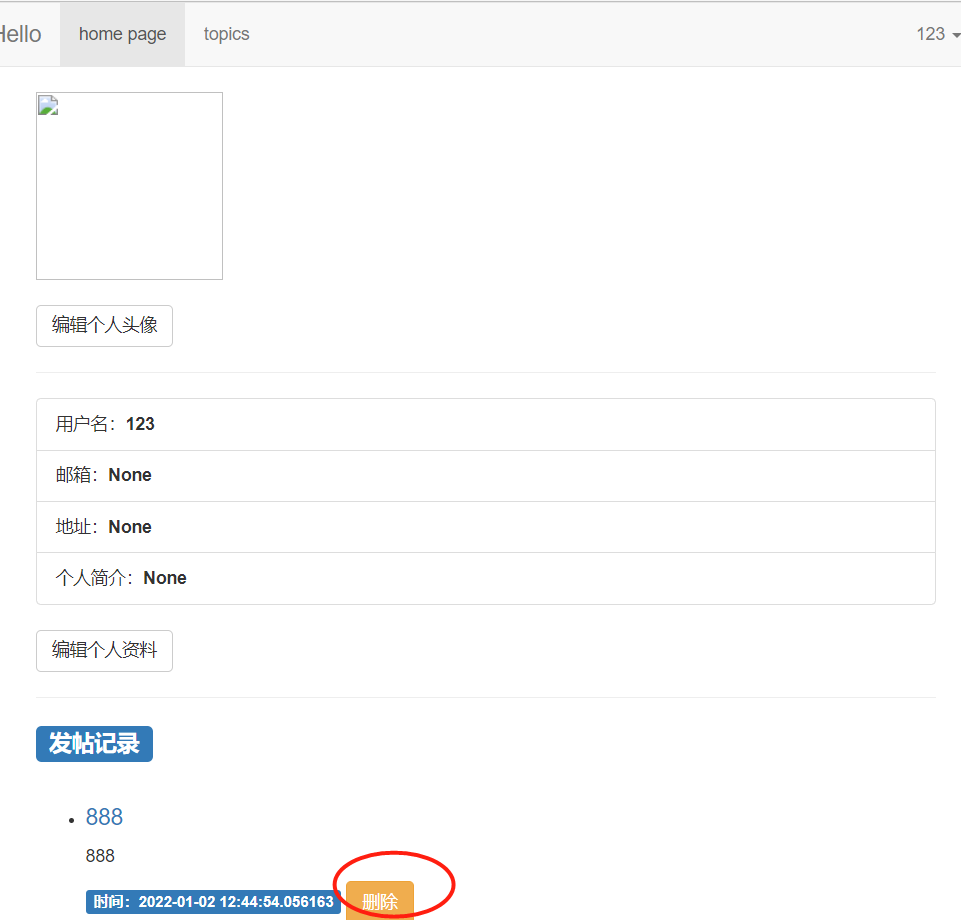 Hello home page topics 123
编辑个人头像
用户名：123
邮箱：None
地址：None
个人简介：None
编辑个人资料
发帖记录
888
888
时间：2022-01-02 12:44:54.056163 删除